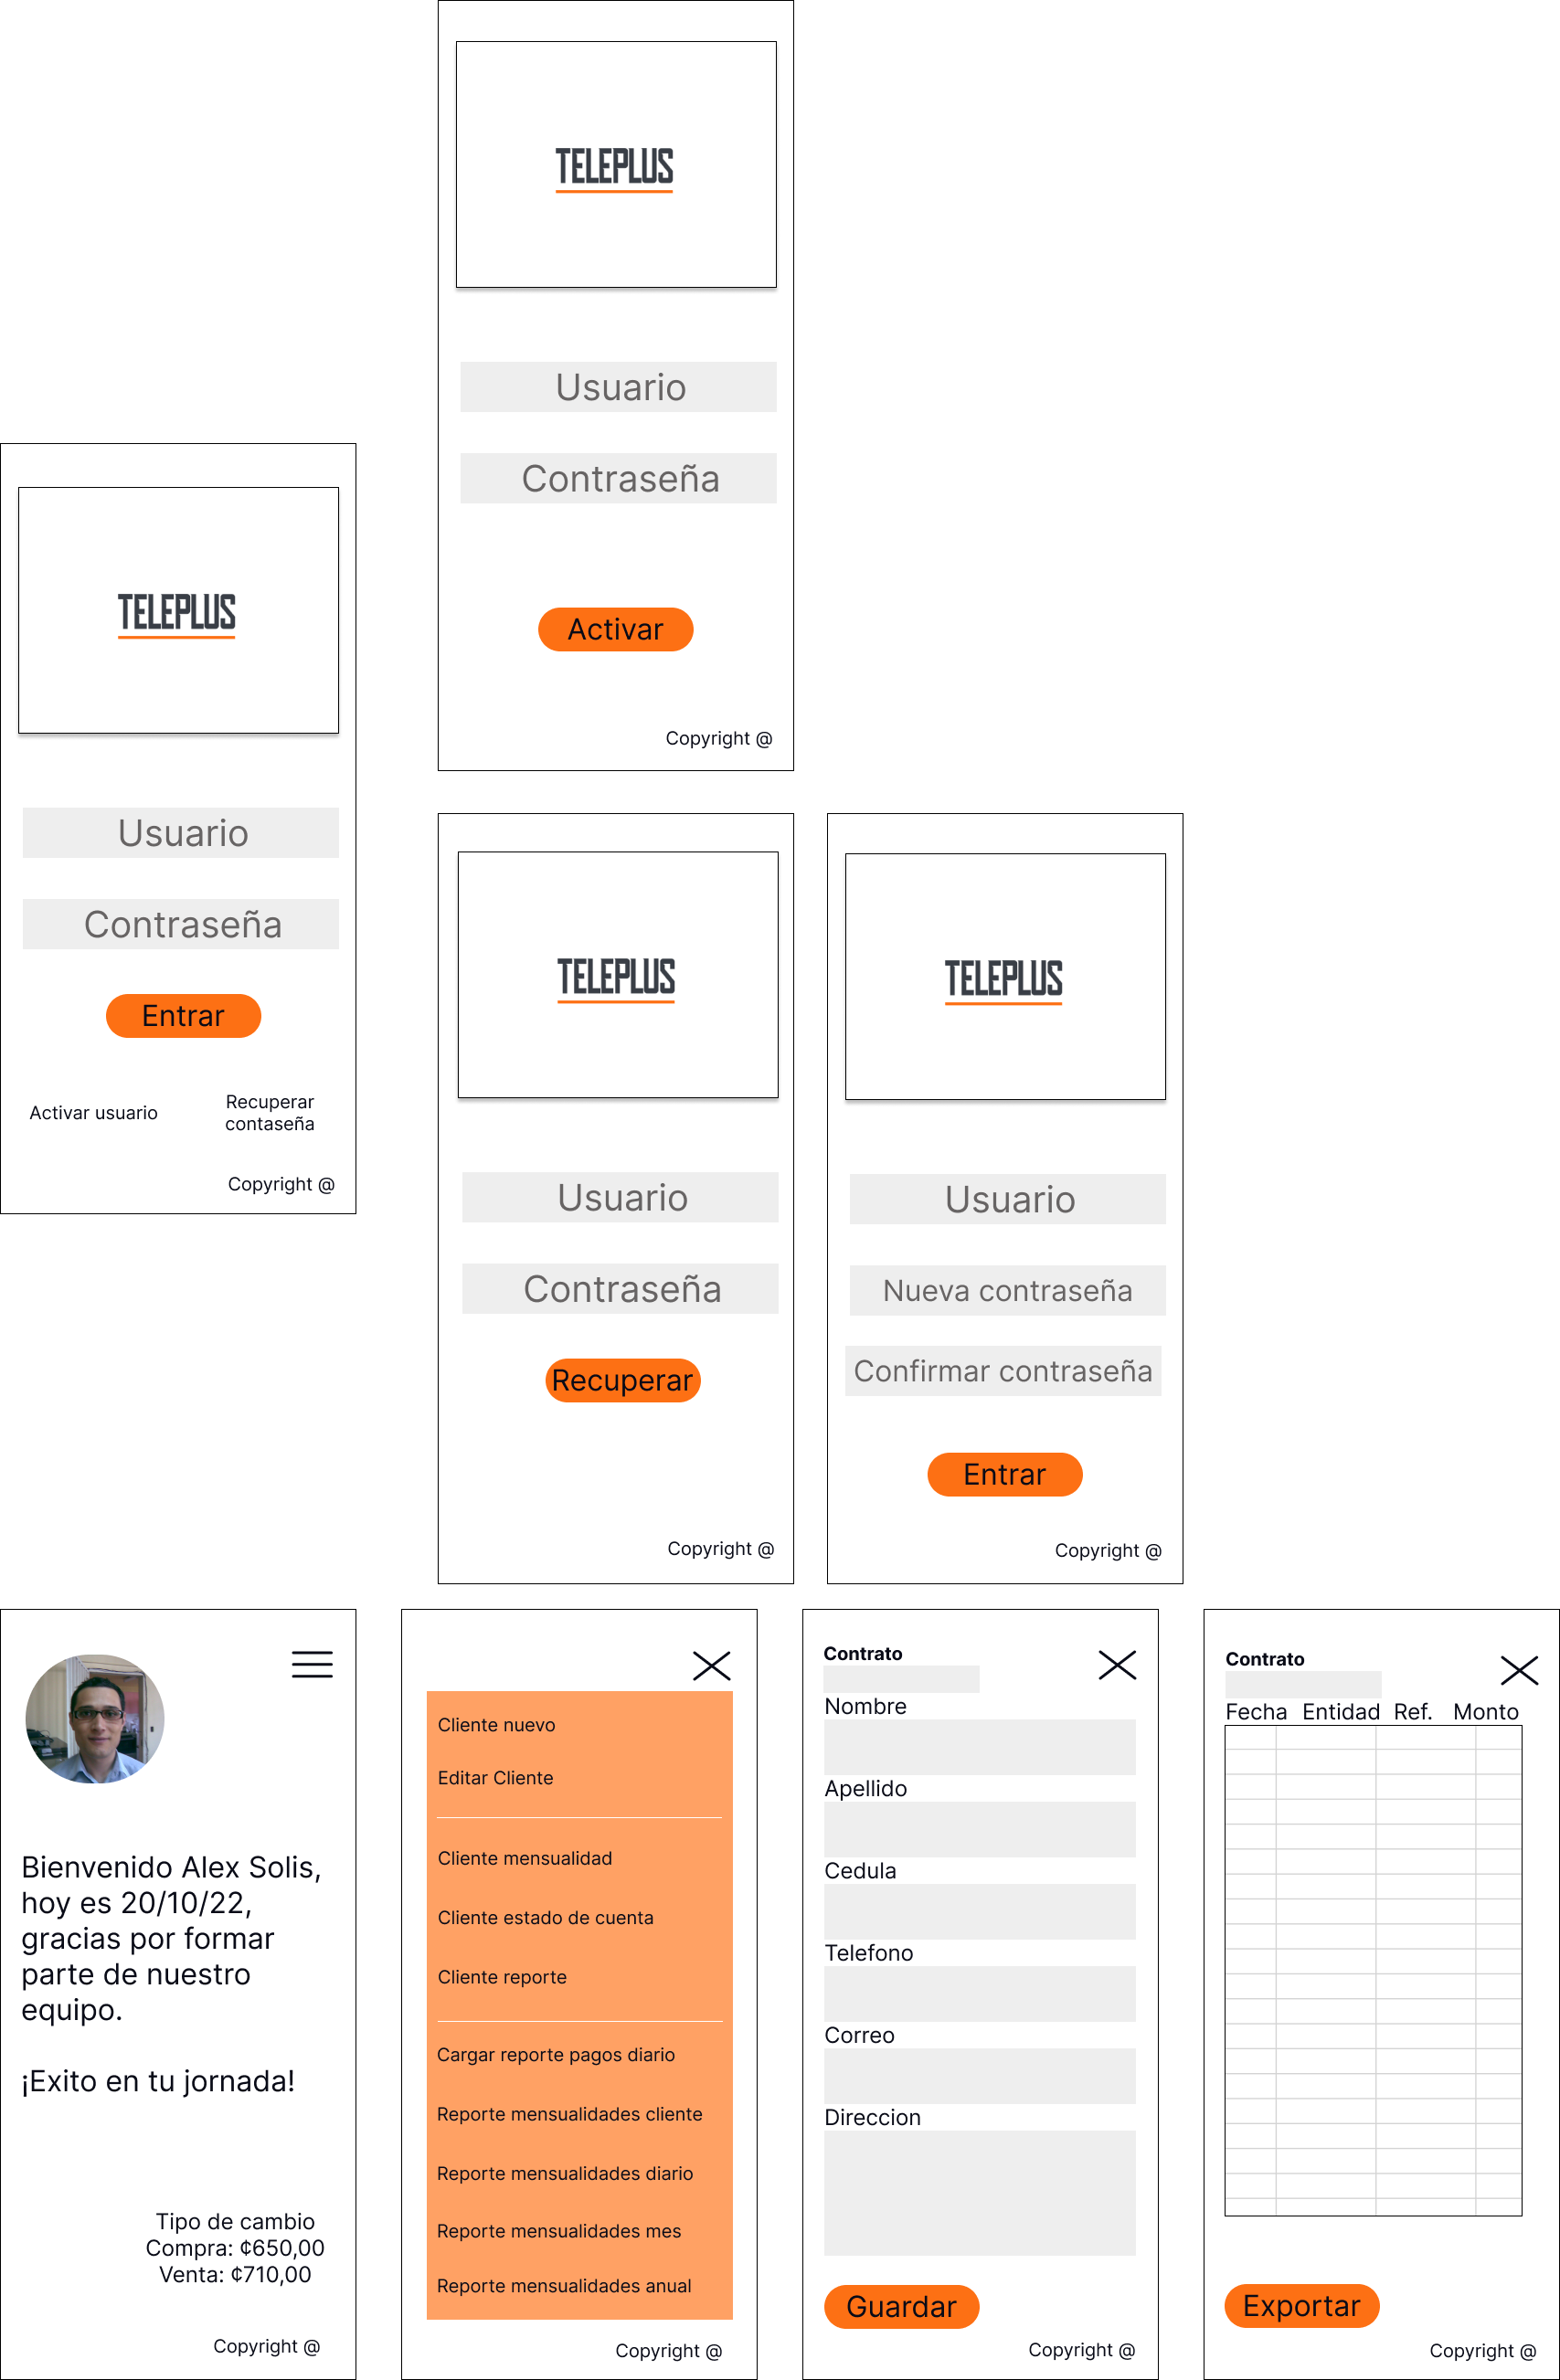 TELEPLUS
Usuario
Contraseña
Activar
Copyright @
TELEPLUS
Usuario
Contraseña
Entrar
Activar usuario
Recuperar
contaseña
Copyright @
TELEPLUS
Usuario
Contraseña
Recuperar
Copyright @
TELEPLUS
Usuario
Nueva contraseña
Confirmar contraseña
Entrar
Copyright @
Bienvenido Alex Solis,
hoy es 20/10/22,
gracias por formar
parte de nuestro
equipo.
¡Exito en tu jornada!
Tipo de cambio
Compra: ¢650,00
Venta: ¢710,00
Copyright @
Cliente nuevo
Editar Cliente
Cliente mensualidad
Cliente estado de cuenta
Cliente reporte
Cargar reporte pagos diario
Reporte mensualidades cliente
Reporte mensualidades diario
Reporte mensualidades mes
Reporte mensualidades anual
Copyright @
Contrato
Nombre
Apellido
Cedula
Telefono
Correo
Direccion
Guardar
Copyright @
Contrato
Fecha Entidad Ref. Monto
Exportar
Copyright @